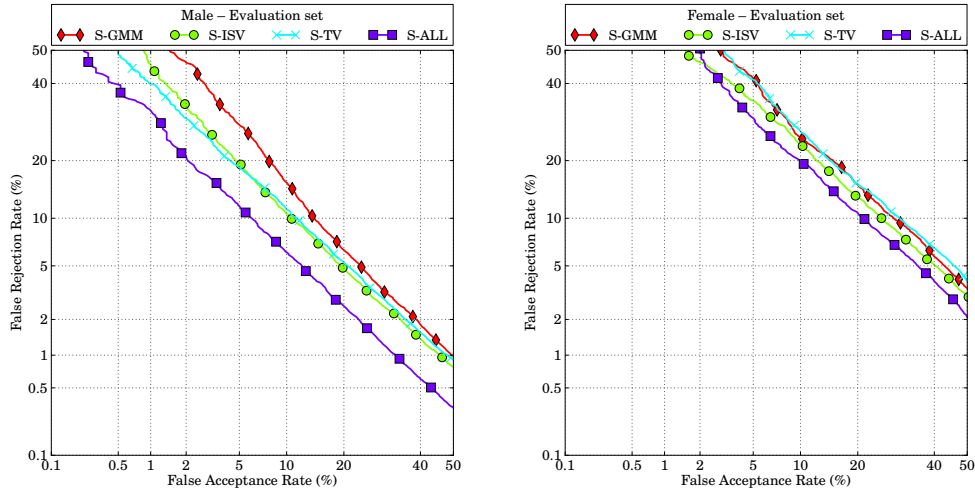 Male – Evaluation set
S-GMM S-ISV S-TV S-ALL
50
40
20
10
5
2
1
0.5
0.1
False Rejection Rate (%)
0.1 0.5 1 2 5 10 20 40 50
False Acceptance Rate (%)
Female – Evaluation set
S-GMM S-ISV S-TV S-ALL
50
40
20
10
5
2
1
0.5
0.1
False Rejection Rate (%)
0.1 0.5 1 2 5 10 20 40 50
False Acceptance Rate (%)